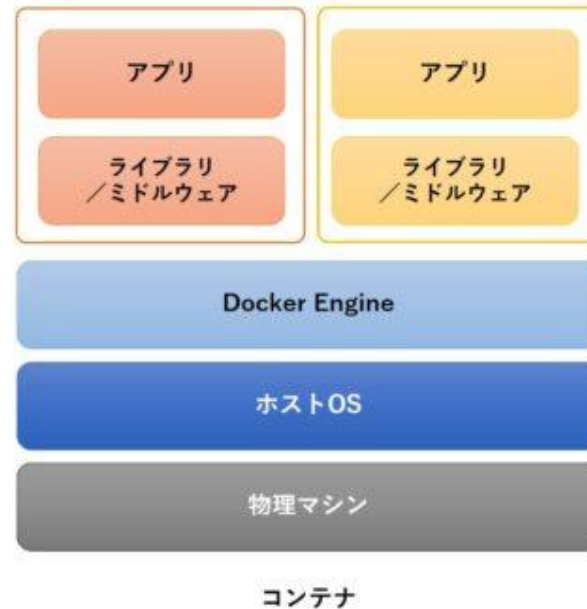 アプリ
アプリ
ライブラリ
／ミドルウェア
ライブラリ
／ミドルウェア
Docker Engine
ホストOS
物理マシン
コンテナ